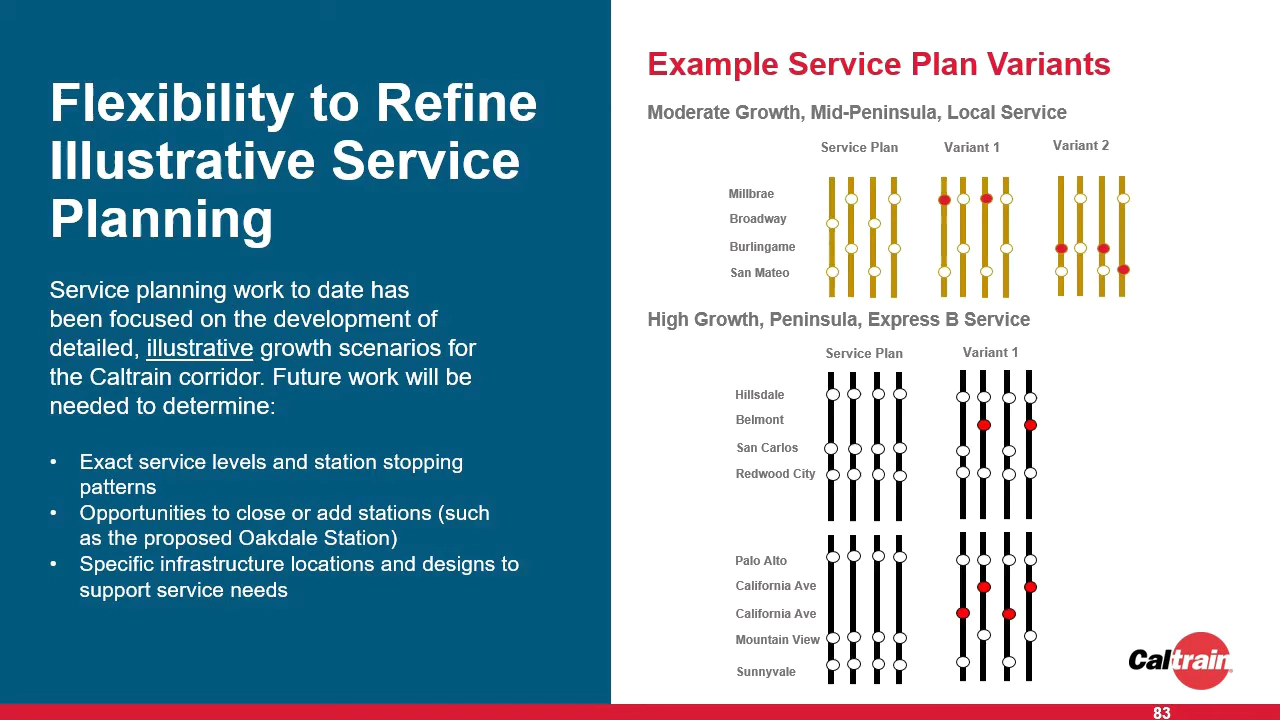 Flexibility to Refine
Illustrative Service
Planning
Service planning work to date has
been focused on the development of
detailed, illustrative growth scenarios for
the Caltrain corridor. Future work will be
needed to determine:
• Exact service levels and station stopping
patterns
• Opportunities to close or add stations (such
as the proposed Oakdale Station)
• Specific infrastructure locations and designs to
support service needs
Example Service Plan Variants
Moderate Growth, Mid-Peninsula, Local Service
Service Plan
Variant 1
Variant 2
Millbrae
Broadway
Burlingame
San Mateo
High Growth, Peninsula, Express B Service
Service Plan
Variant 1
Hillsdale
Belmont
San Carlos
Redwood City
Palo Alto
California Ave
California Ave
Mountain View
Sunnyvale
Caltrain
83